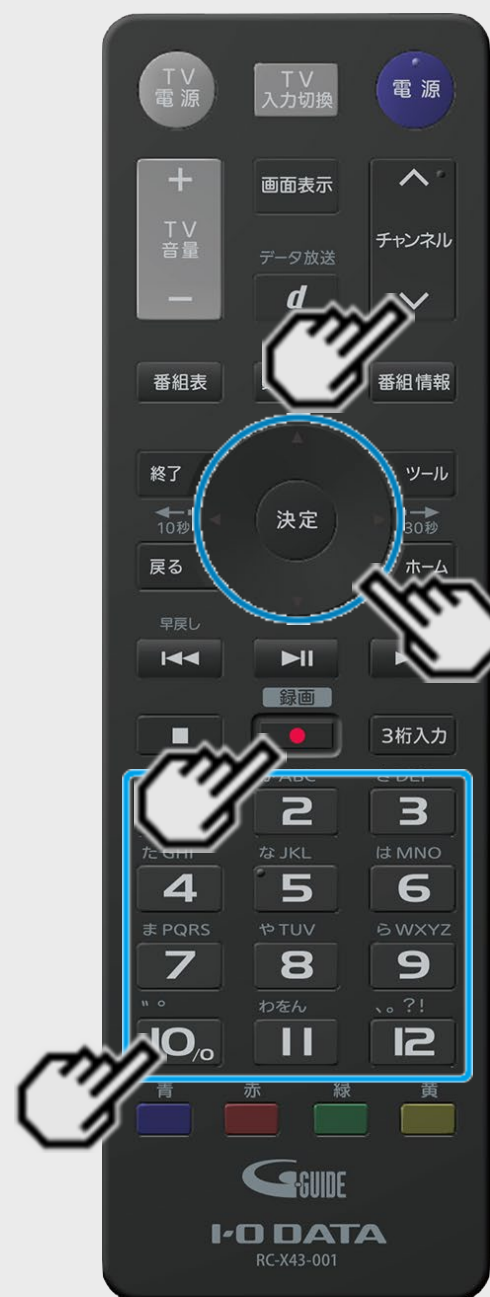 TV
電源
TV
入力切換
電源
+
TV
音量
−
画面表示
チャンネル
データ放送
d
番組表
番組情報
終了
ツール
10秒
決定
30秒
戻る
ホーム
早戻し
録画
3桁入力
ABC
さ DEF
2
3
た GHI
な JKL
は MNO
4
5
6
ま PQRS
や TUV
ら WXYZ
7
8
9
"°
わをん
、。?!
10/0
11
12
青
赤
緑
黄
G-GUIDE
I-O DATA
RC-X43-001